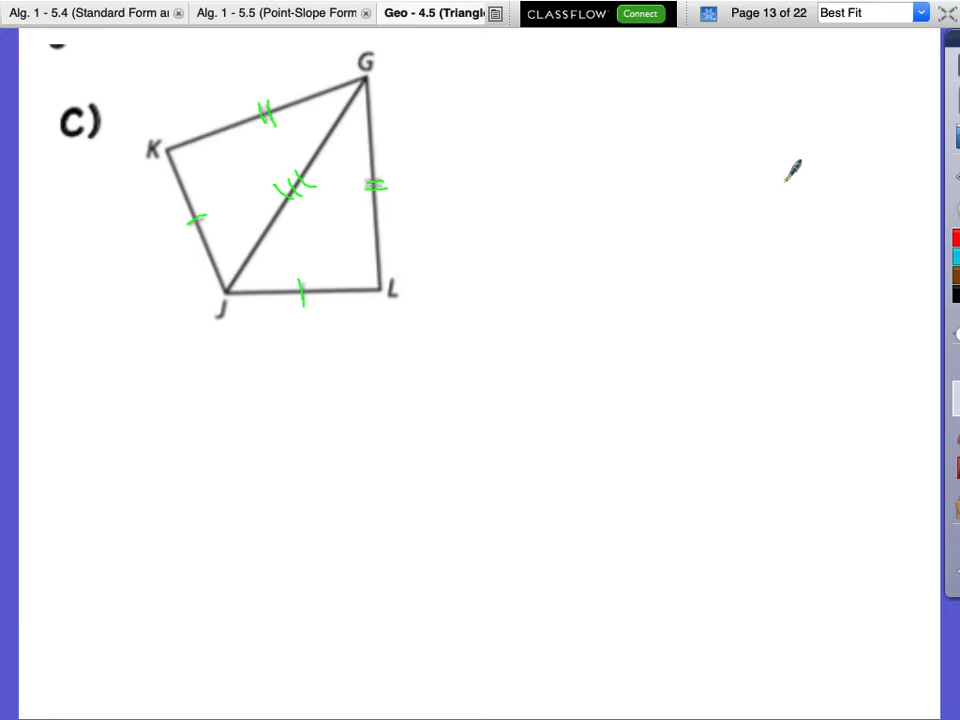 Alg. 1 - 5.4 (Standard Form a
Alg. 1 - 5.5 (Point-Slope Form
Geo - 4.5 (Triangl
CLASSFLOW
Connect
Page 13 of 22
Best Fit
G
C)
K
J
L